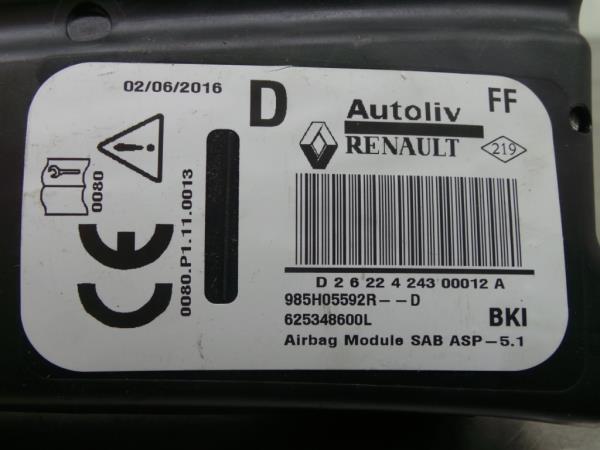 02/06/2016
D
Autoliv
FF
RENAULT
219
0080
0080.P1.11.0013
CE
D 2 6 22 4 243 00012 A
985H05592R--D
625348600L
BKI
Airbag Module SAB ASP-5.1